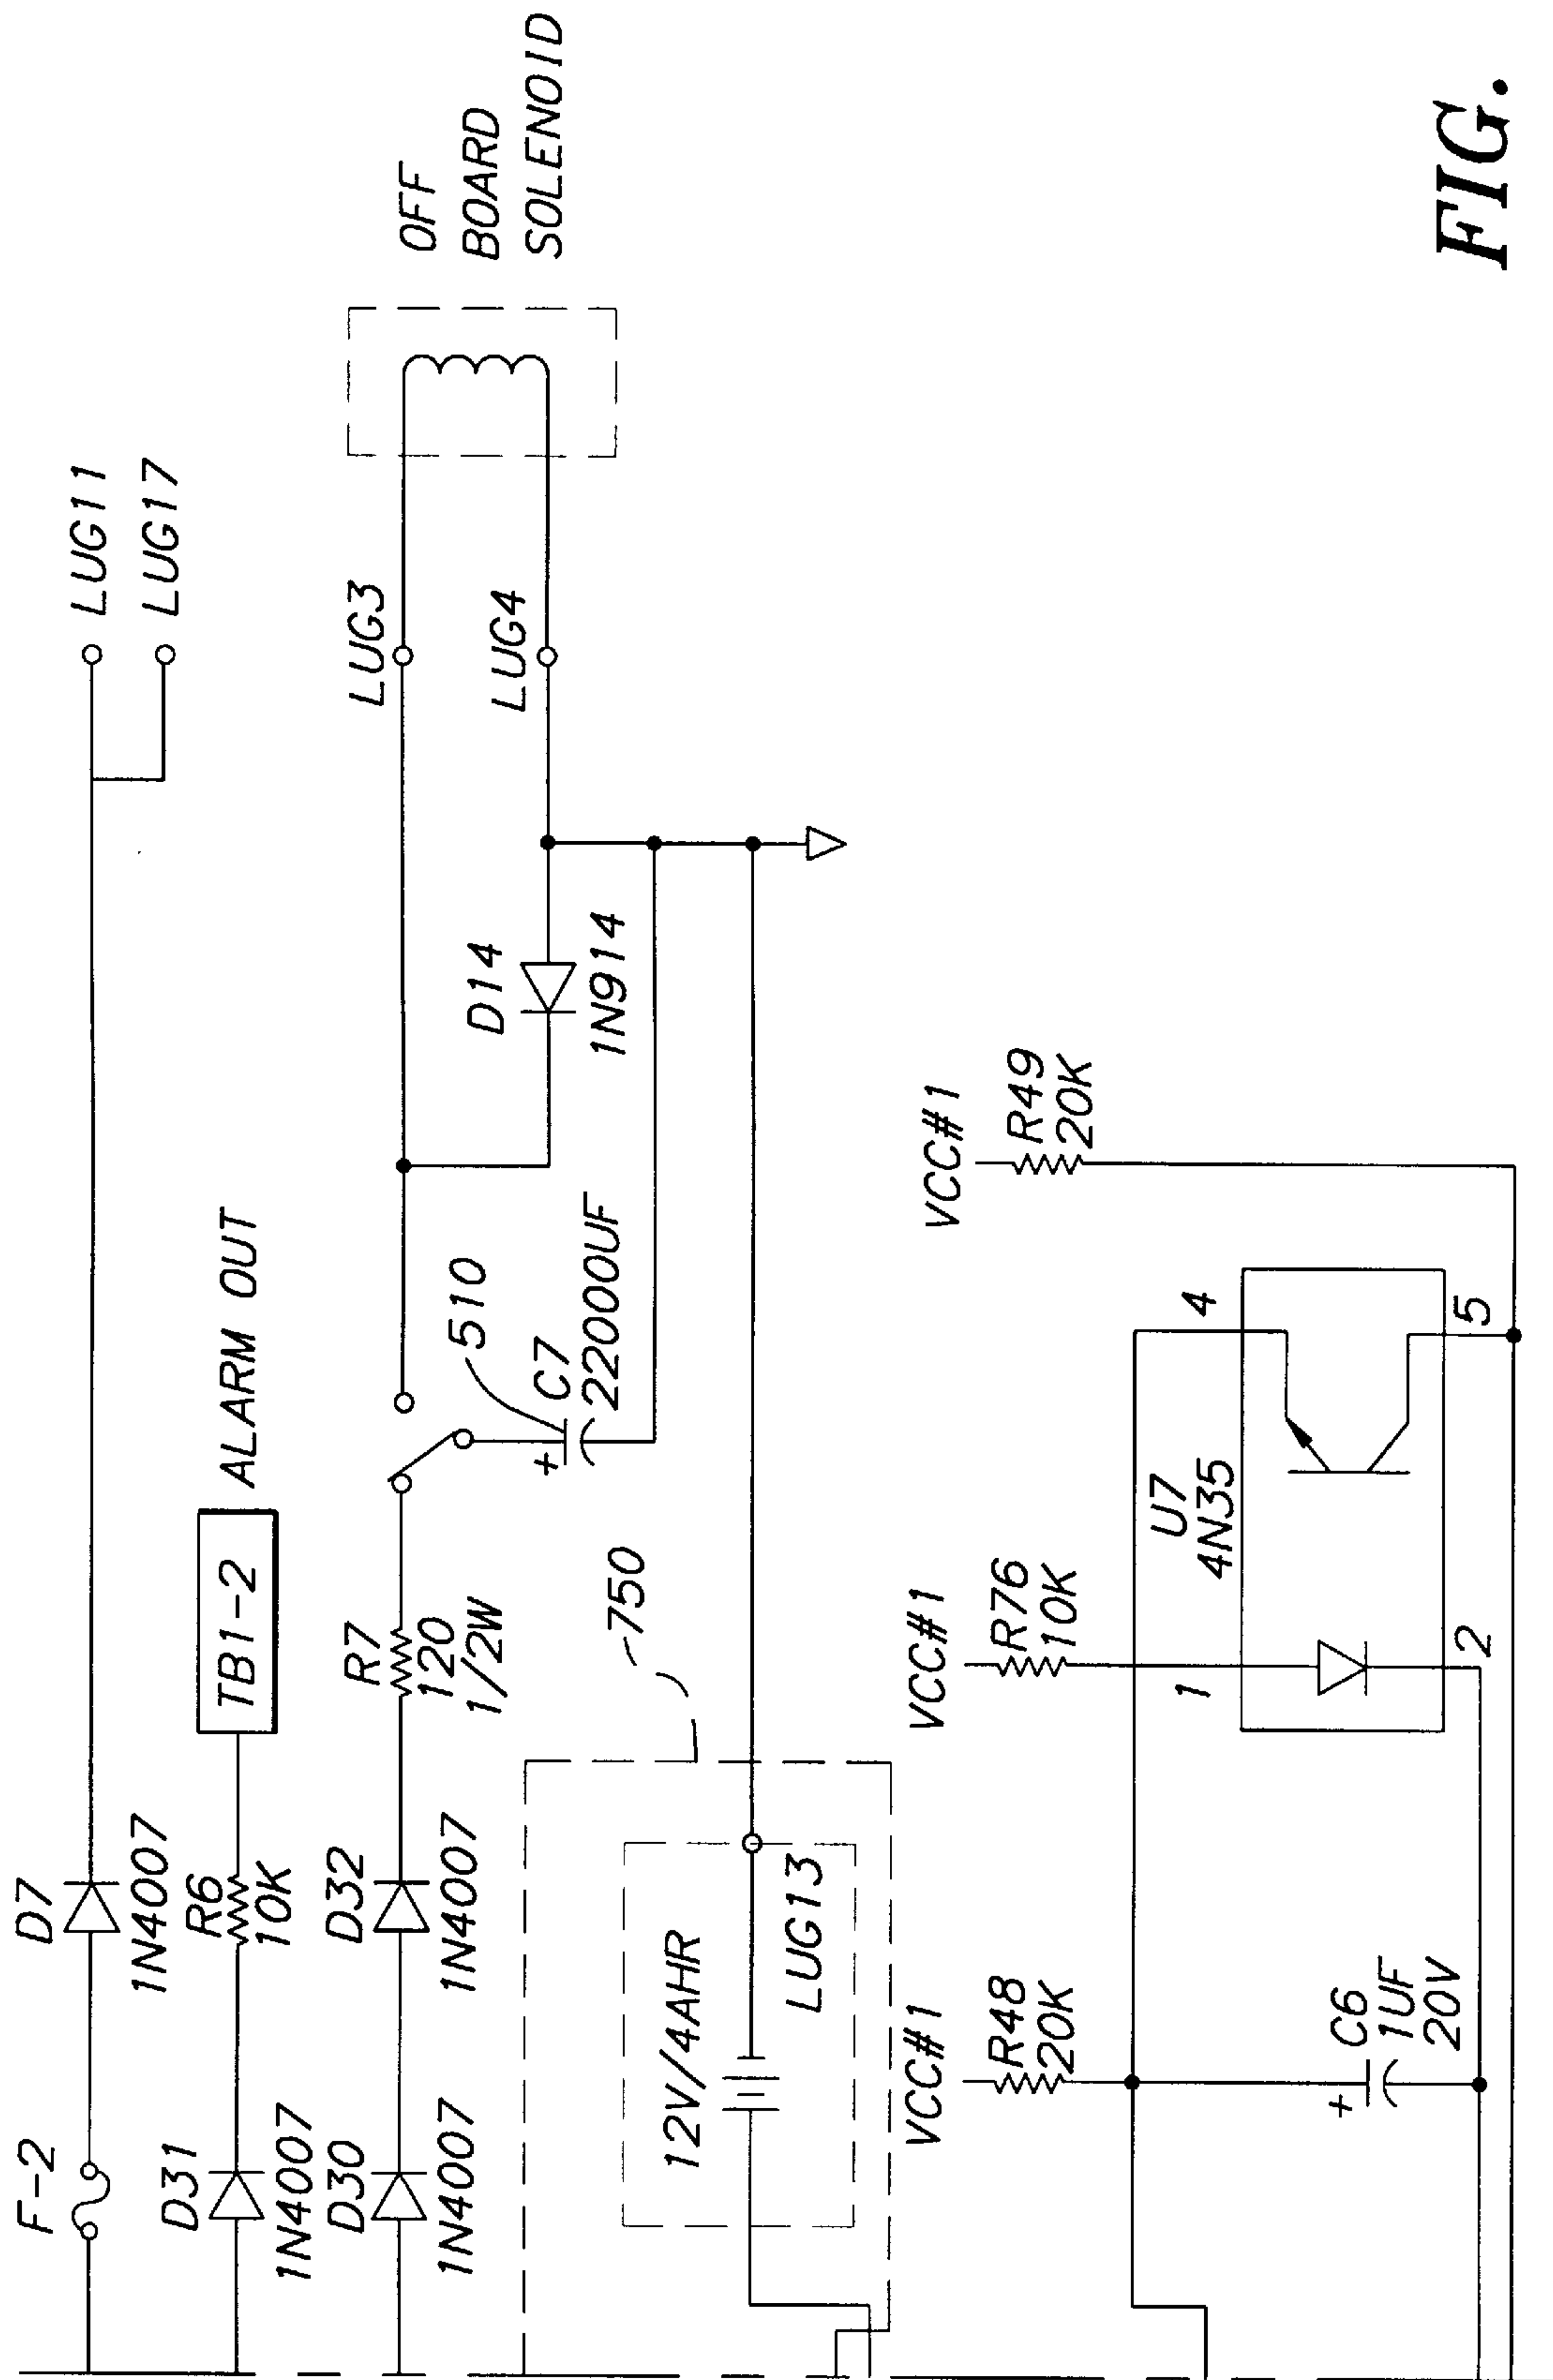 F-2
D7
1N4007
LUG11
LUG17
D31
1N4007
R6
10K
TB1-2
ALARM OUT
D30
1N4007
D32
1N4007
R7
120
1/2W
510
C7
22000UF
+
D14
1N914
LUG3
LUG4
OFF
BOARD
SOLENOID
750
12V/4AHR
LUG13
VCC#1
R48
20K
C6
1UF
20V
+
VCC#1
R76
10K
1
2
U7
4N35
4
5
VCC#1
R49
20K
FIG.